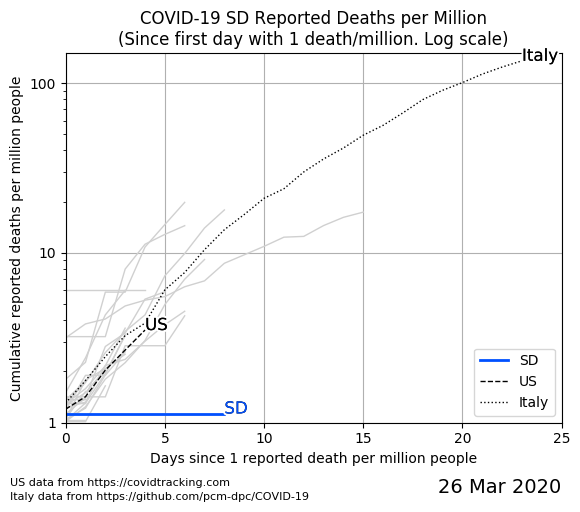 COVID-19 SD Reported Deaths per Million
(Since first day with 1 death/million. Log scale)
Cumulative reported deaths per million people
100
10
1
Italy
US
SD
SD
US
Italy
0 5 10 15 20 25
Days since 1 reported death per million people
US data from https://covidtracking.com
Italy data from https://github.com/pcm-dpc/COVID-19
26 Mar 2020